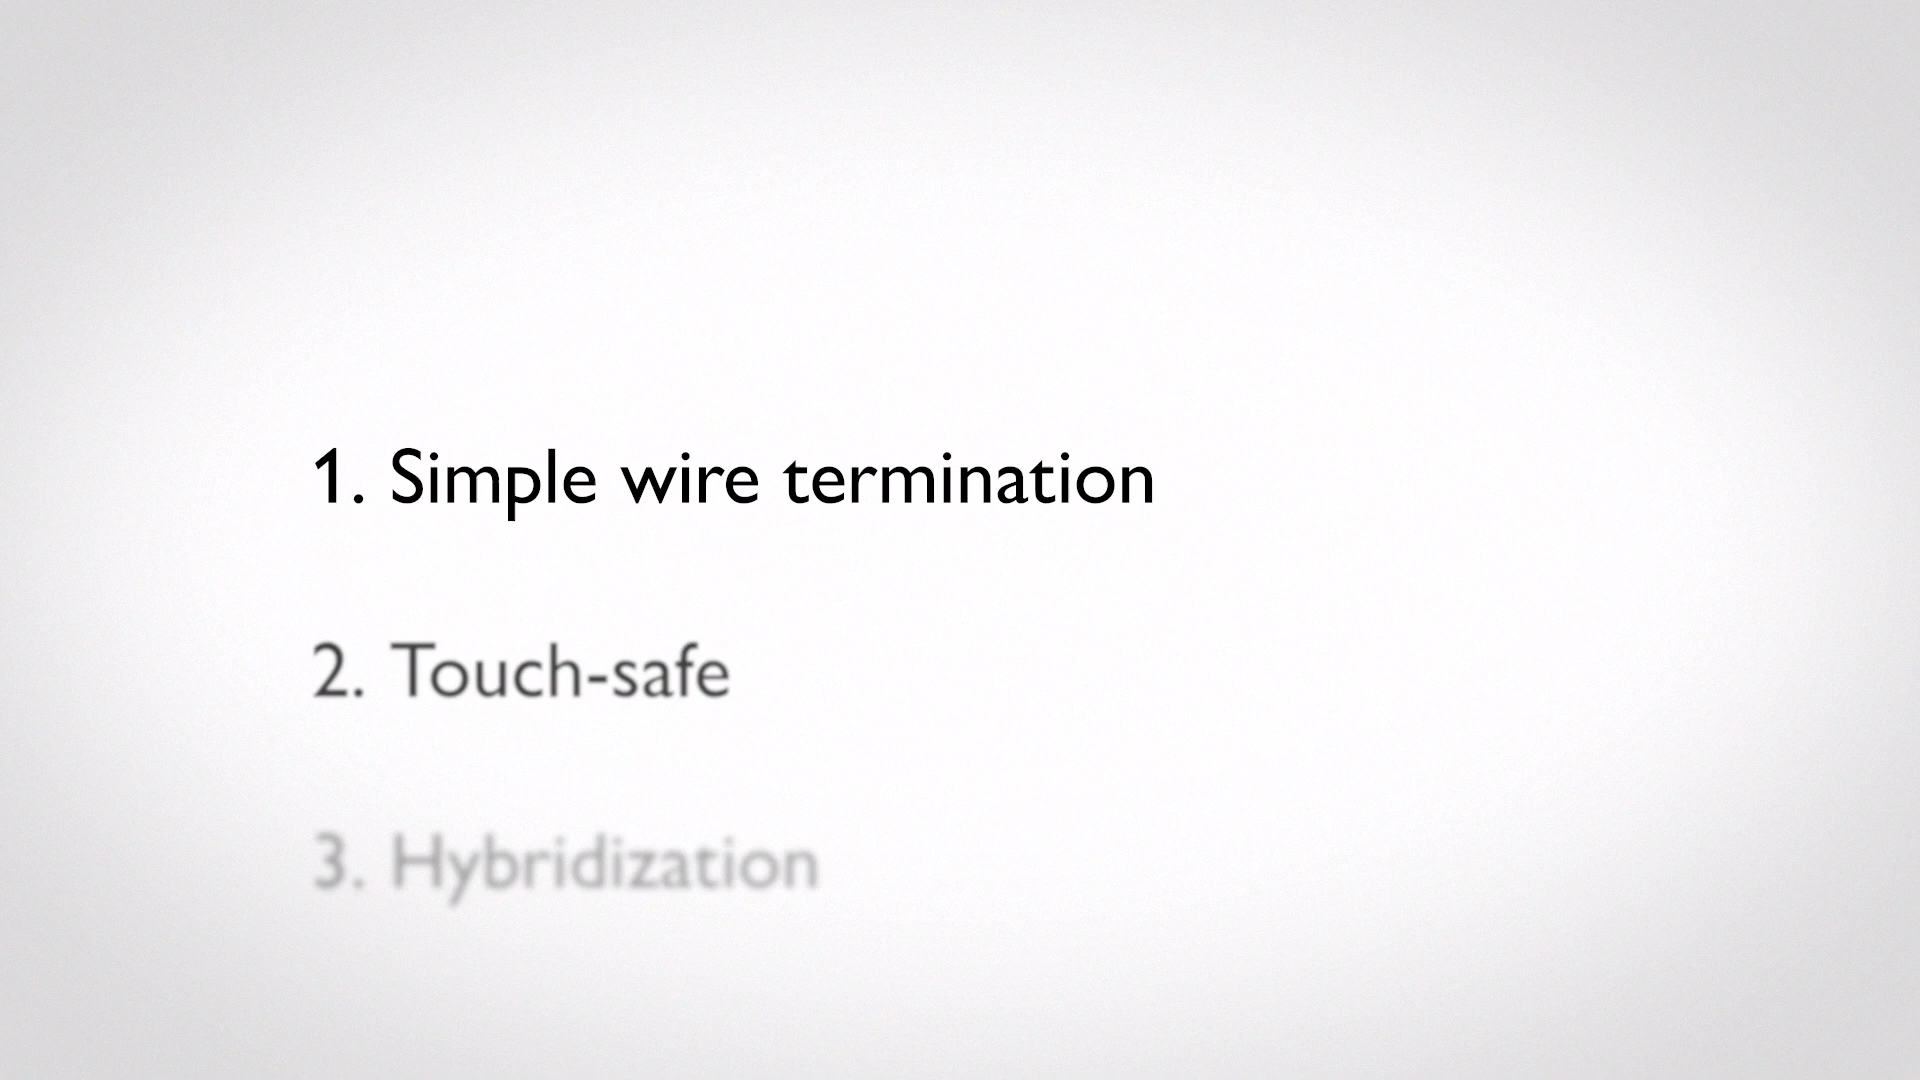 1. Simple wire termination
2. Touch-safe
3. Hybridization